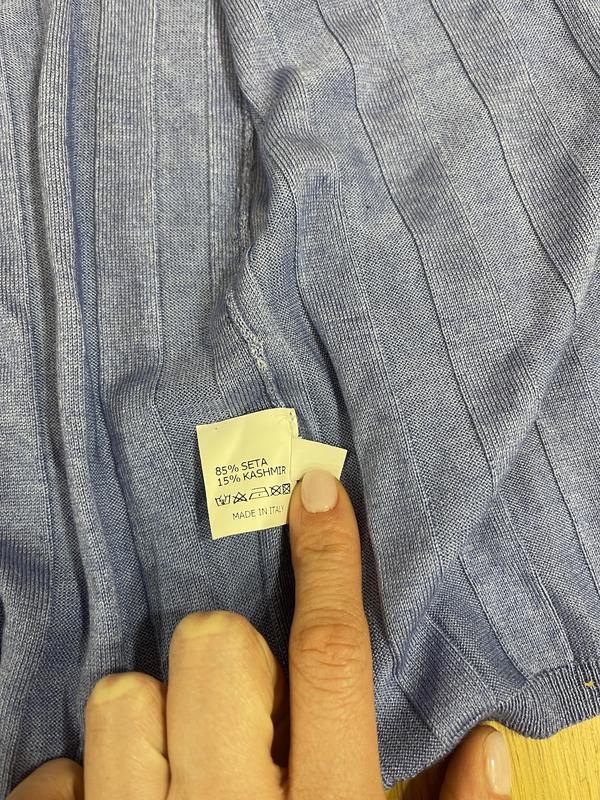 85% SETA
15% KASHMIR
MADE IN ITALY